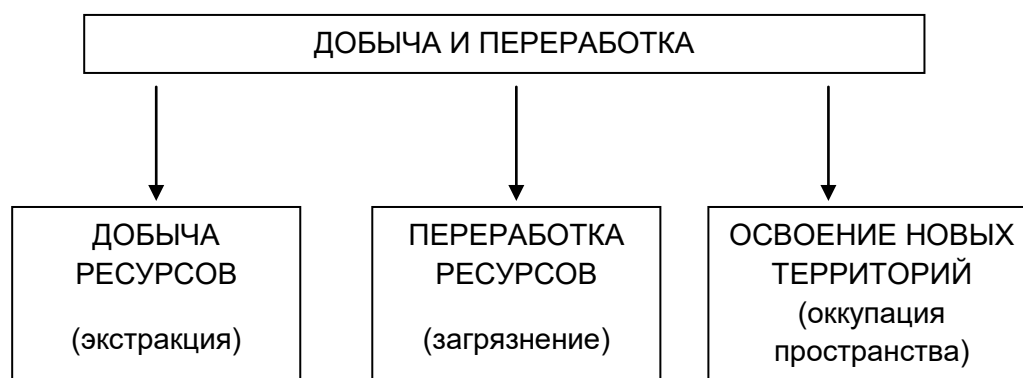 ДОБЫЧА И ПЕРЕРАБОТКА
ДОБЫЧА
РЕСУРСОВ
(экстракция)
ПЕРЕРАБОТКА
РЕСУРСОВ
(загрязнение)
ОСВОЕНИЕ НОВЫХ
ТЕРРИТОРИЙ
(оккупация
пространства)